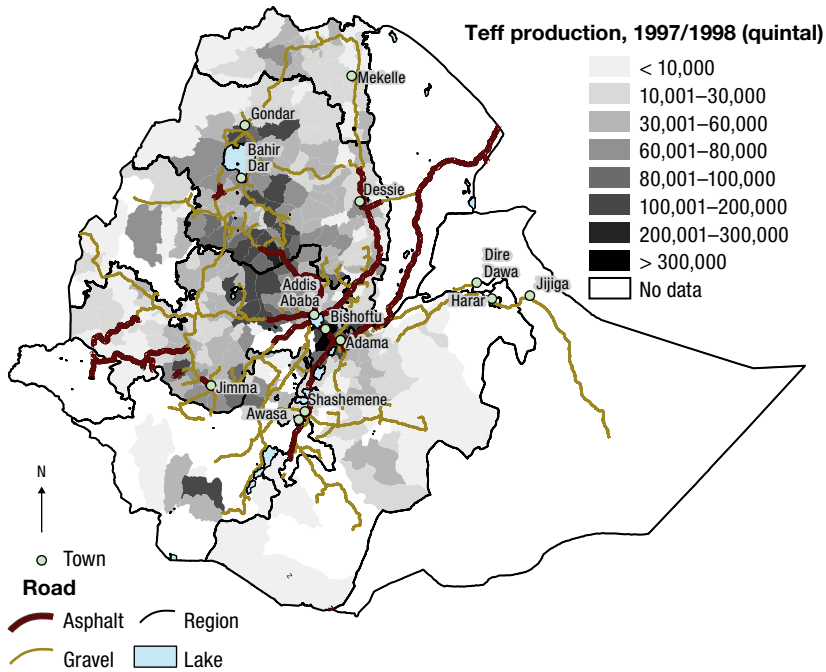 Teff production, 1997/1998 (quintal)
< 10,000
10,001–30,000
30,001–60,000
60,001–80,000
80,001–100,000
100,001–200,000
200,001–300,000
> 300,000
No data
Mekelle
Gondar
Bahir
Dar
Dessie
Dire
Dawa
Jijiga
Harar
Addis
Ababa
Bishoftu
Adama
Jimma
Shashemene
Awasa
N
Town
Road
Asphalt
Region
Gravel
Lake